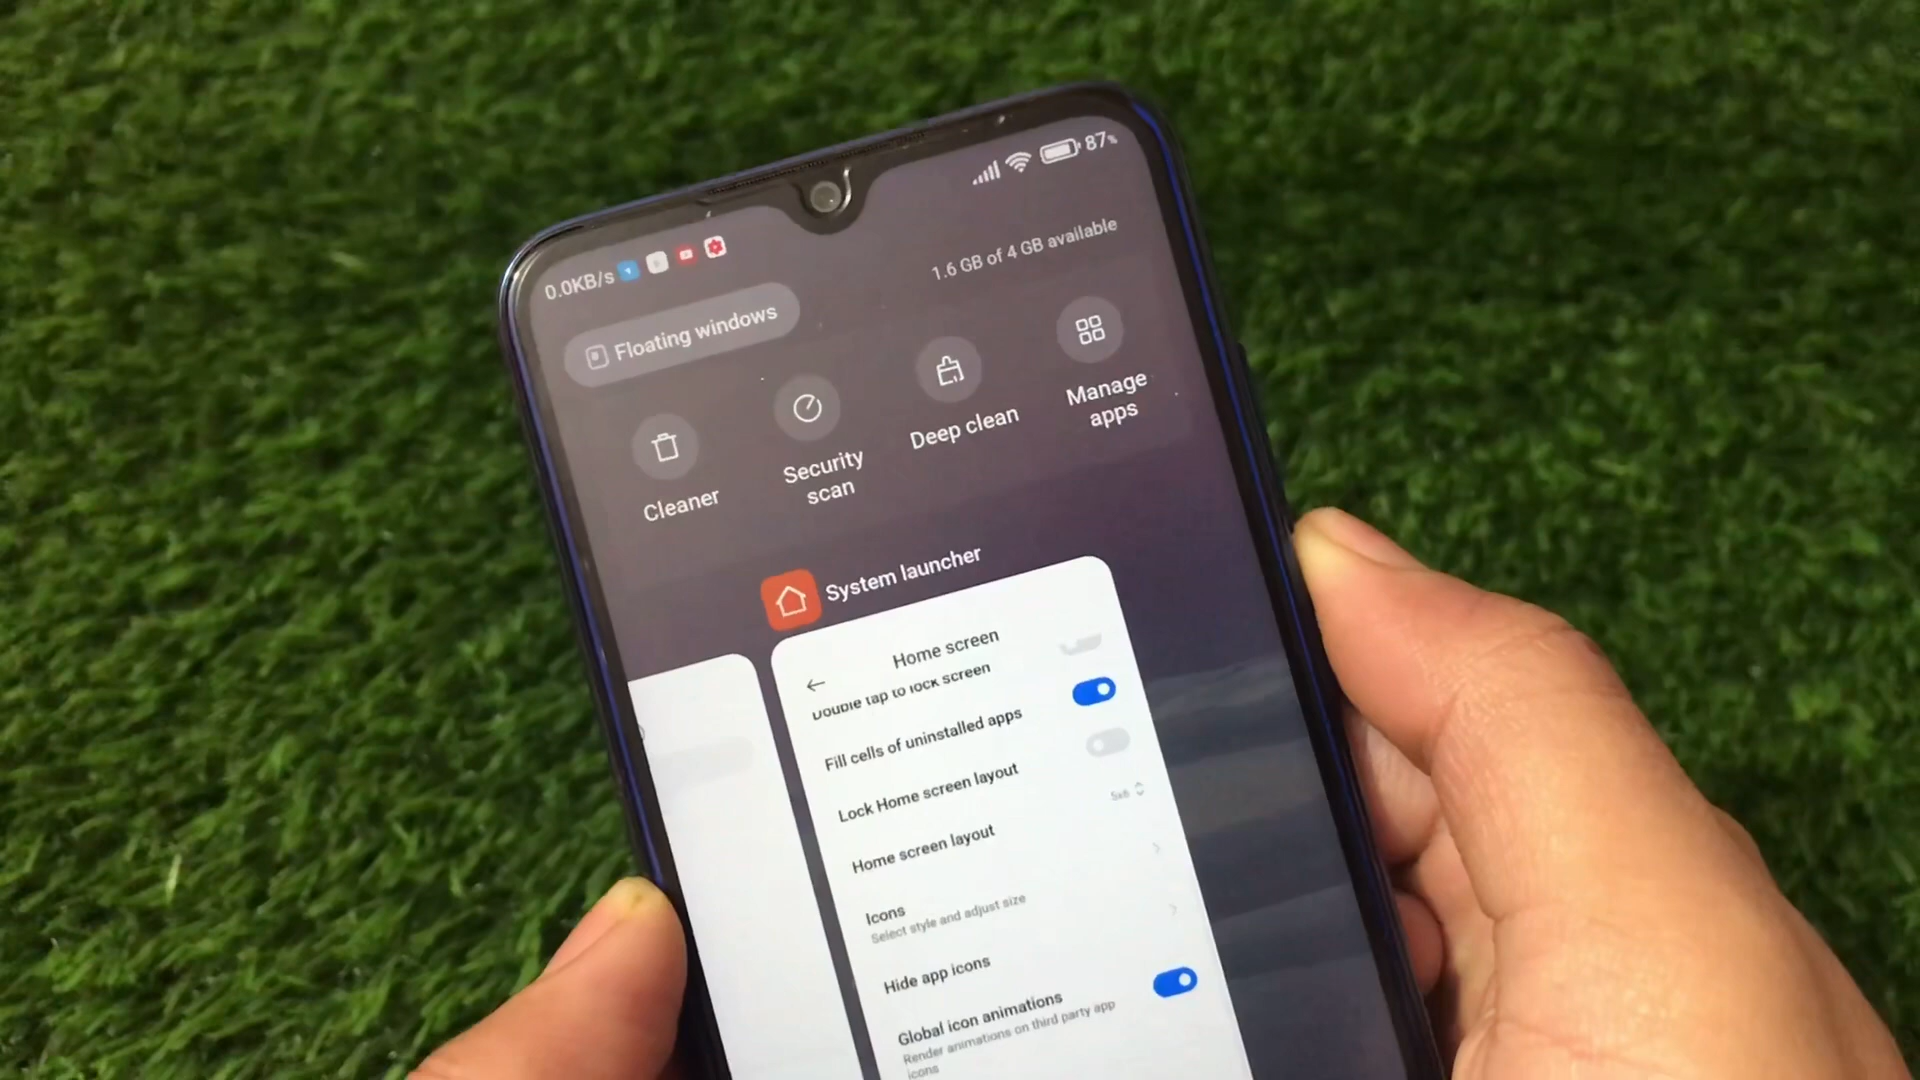 87%
0.0KB/s
1.6 GB of 4 GB available
Floating windows
Cleaner
Security
scan
Deep clean
Manage
apps
System launcher
Home screen
Double tap to lock screen
Fill cells of uninstalled apps
Lock Home screen layout
Home screen layout
5x6
Icons
Select style and adjust size
Hide app icons
Global icon animations
Render animations on third party app
icons